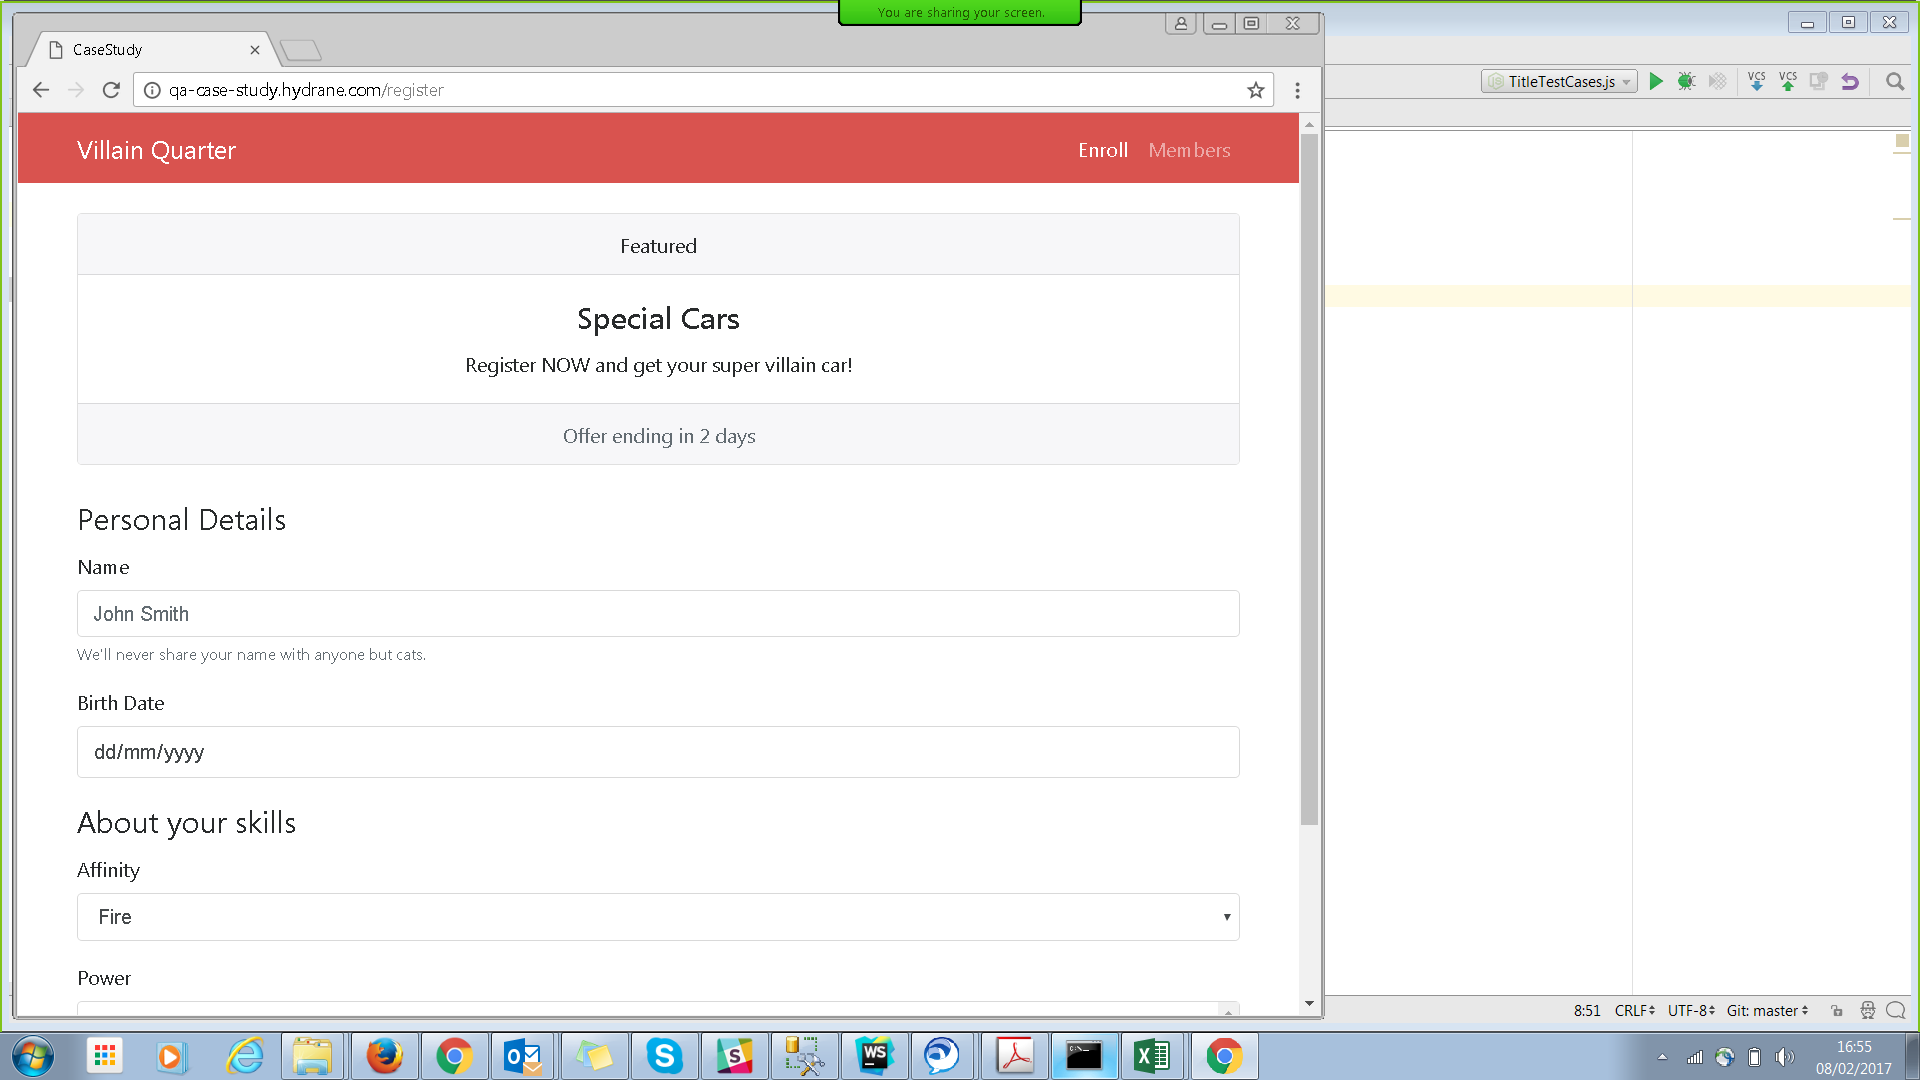 You are sharing your screen.
CaseStudy
qa-case-study.hydrane.com/register
TitleTestCases.js
VCS
VCS
Villain Quarter
Enroll
Members
Featured
Special Cars
Register NOW and get your super villain car!
Offer ending in 2 days
Personal Details
Name
John Smith
We'll never share your name with anyone but cats.
Birth Date
dd/mm/yyyy
About your skills
Affinity
Fire
Power
8:51
CRLF
UTF-8
Git: master
WS
16:55
08/02/2017